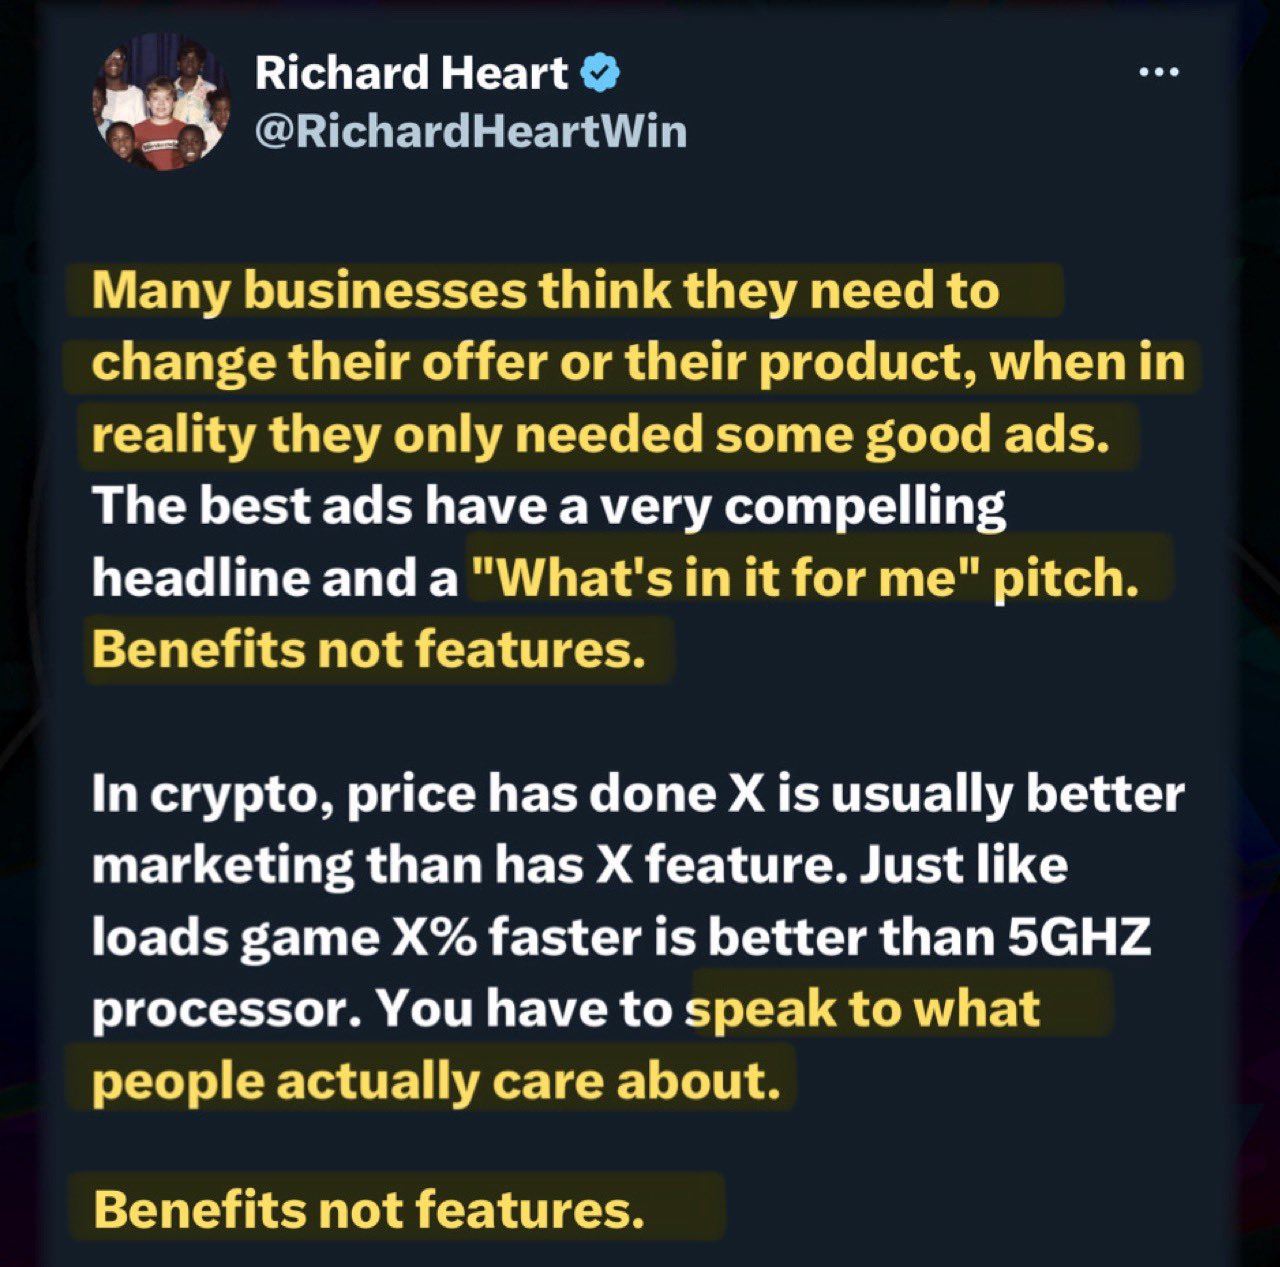 Richard Heart
@RichardHeartWin
Many businesses think they need to
change their offer or their product, when in
reality they only needed some good ads.
The best ads have a very compelling
headline and a "What's in it for me" pitch.
Benefits not features.
In crypto, price has done X is usually better
marketing than has X feature. Just like
loads game X% faster is better than 5GHZ
processor. You have to speak to what
people actually care about.
Benefits not features.